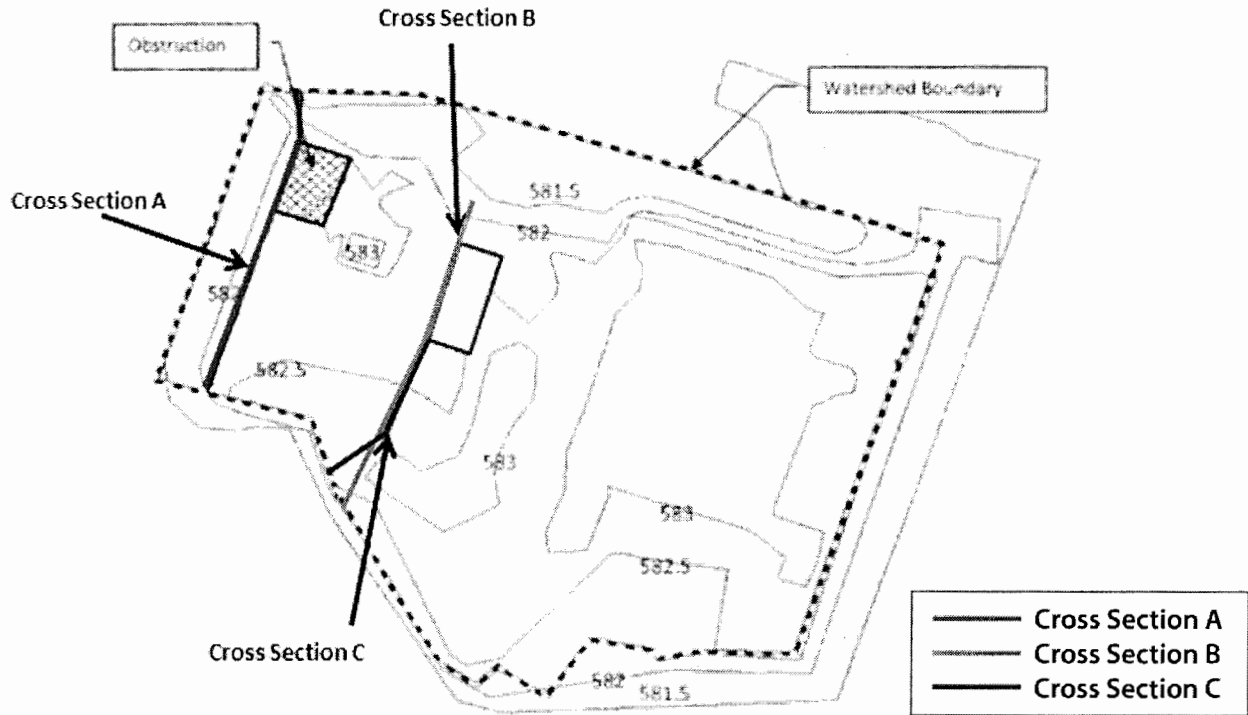 Cross Section B
Obstruction
Watershed Boundary
Cross Section A
581.5
582
583
582
582.5
583
583
582.5
Cross Section C
582
581.5
Cross Section A
Cross Section B
Cross Section C